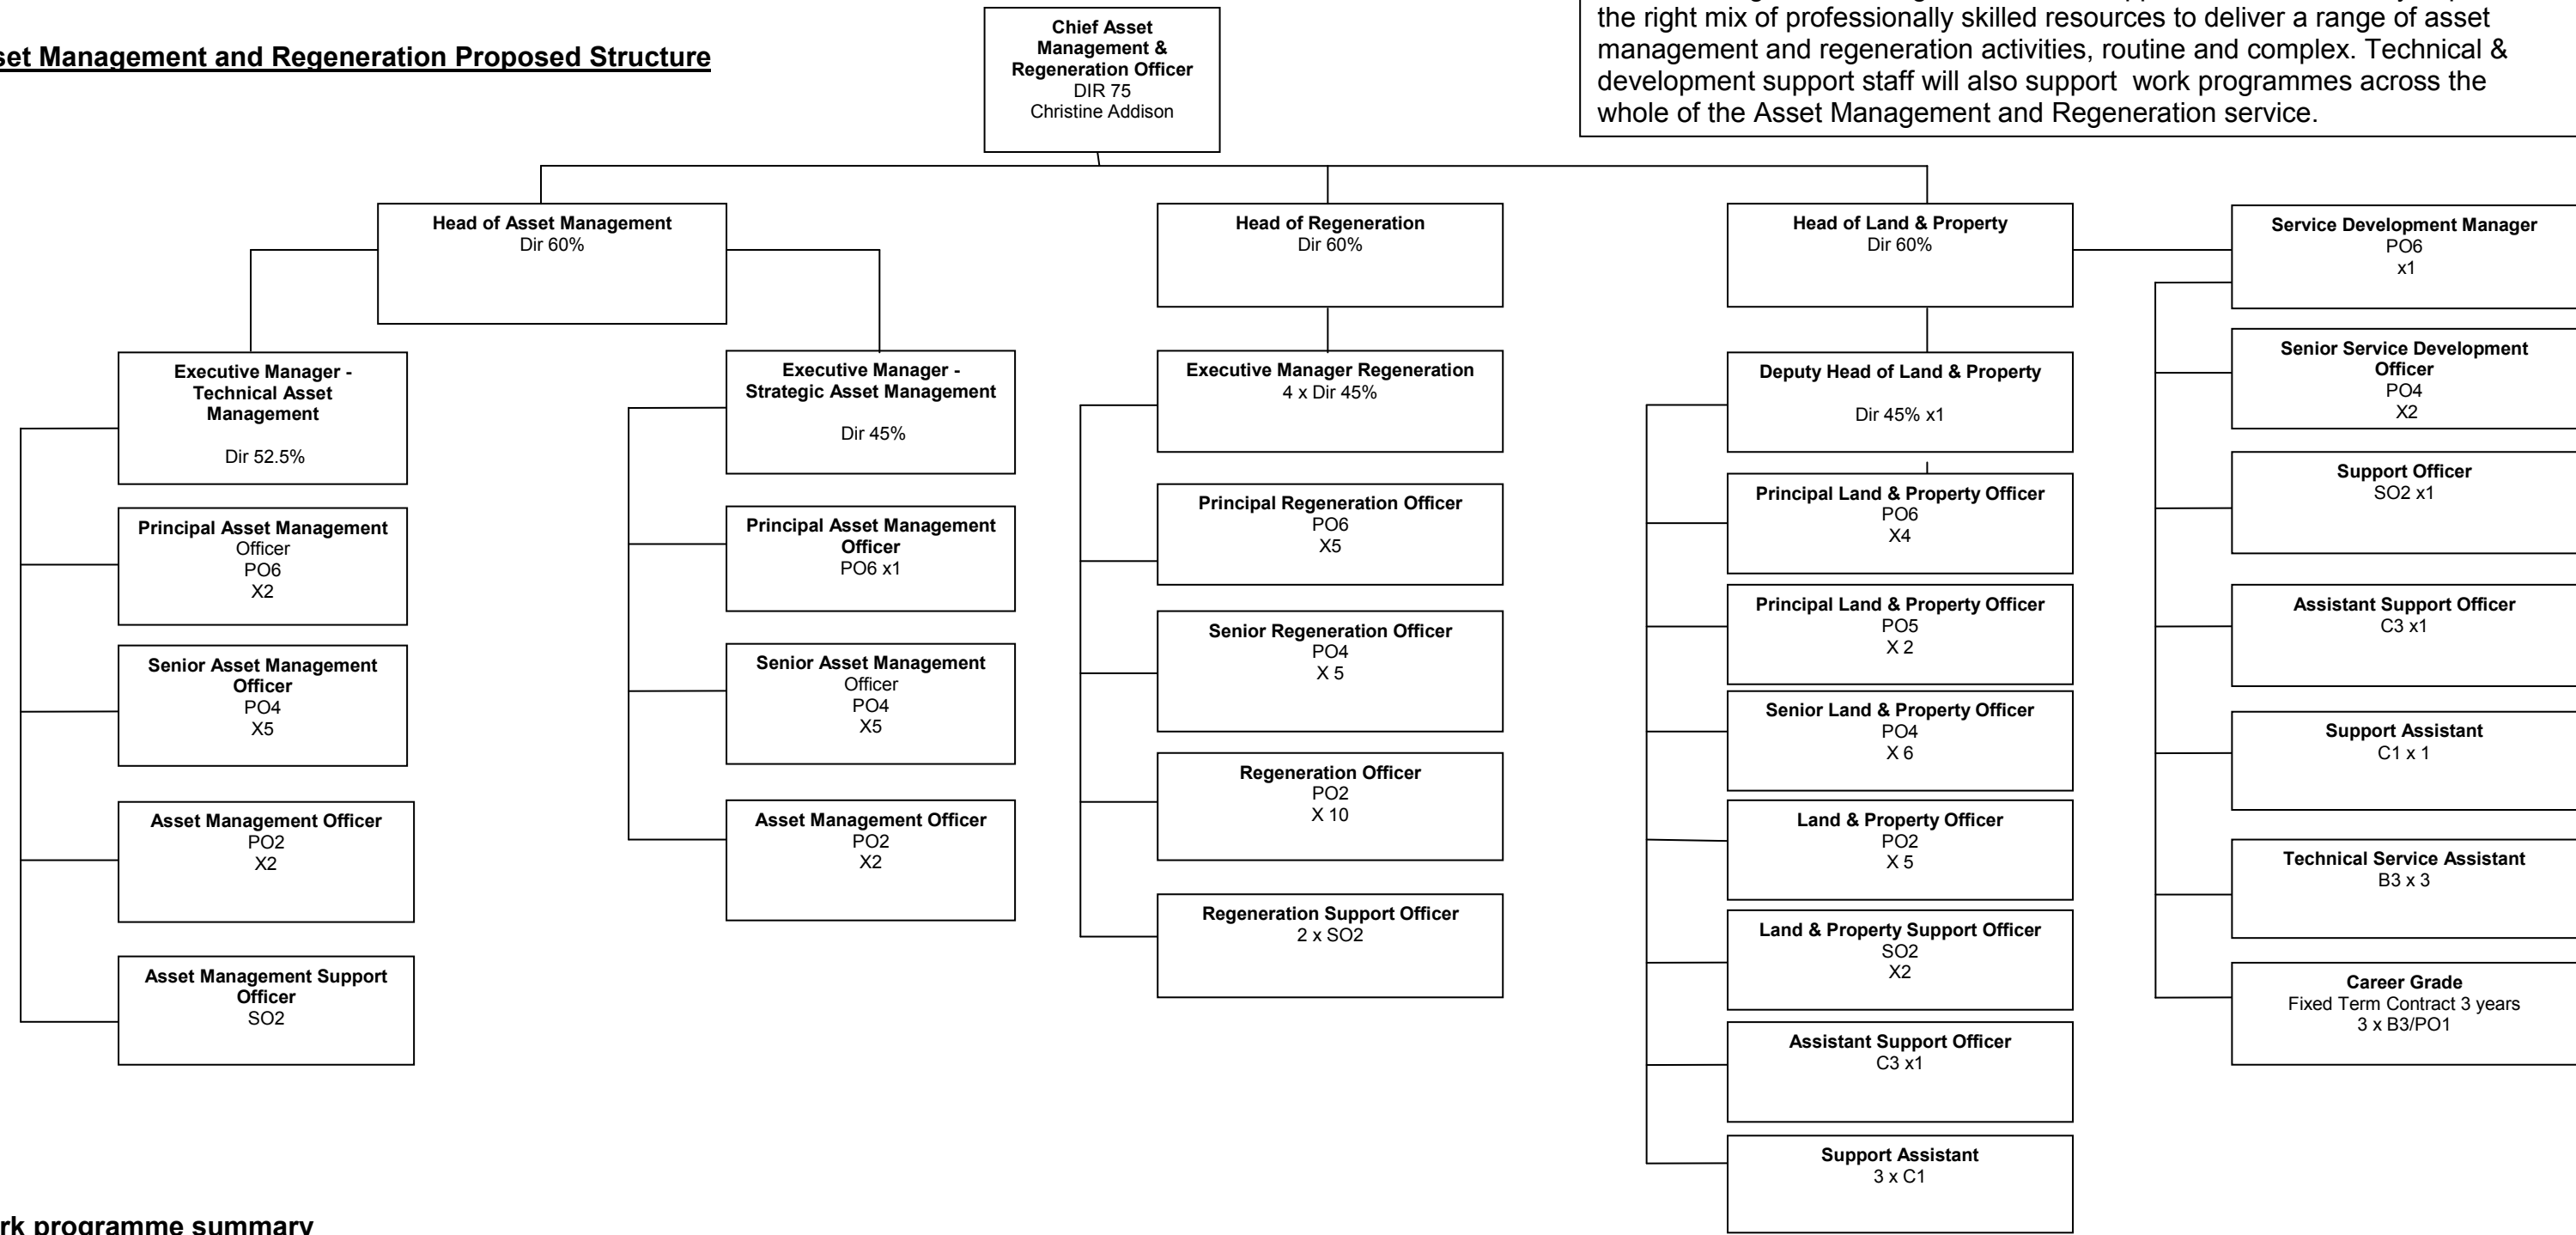 set Management and Regeneration Proposed Structure
Chief Asset
Management &
Regeneration Officer
DIR 75
Christine Addison
the right mix of professionally skilled resources to deliver a range of asset
management and regeneration activities, routine and complex. Technical &
development support staff will also support work programmes across the
whole of the Asset Management and Regeneration service.
Head of Asset Management
Dir 60%
Head of Regeneration
Dir 60%
Head of Land & Property
Dir 60%
Service Development Manager
PO6
x1
Executive Manager -
Technical Asset
Management
Dir 52.5%
Principal Asset Management
Officer
PO6
X2
Senior Asset Management
Officer
PO4
X5
Asset Management Officer
PO2
X2
Asset Management Support
Officer
SO2
Executive Manager -
Strategic Asset Management
Dir 45%
Principal Asset Management
Officer
PO6 x1
Senior Asset Management
Officer
PO4
X5
Asset Management Officer
PO2
X2
Executive Manager Regeneration
4 x Dir 45%
Principal Regeneration Officer
PO6
X5
Senior Regeneration Officer
PO4
X 5
Regeneration Officer
PO2
X 10
Regeneration Support Officer
2 x SO2
Deputy Head of Land & Property
Dir 45% x1
Principal Land & Property Officer
PO6
X4
Principal Land & Property Officer
PO5
X 2
Senior Land & Property Officer
PO4
X 6
Land & Property Officer
PO2
X 5
Land & Property Support Officer
SO2
X2
Assistant Support Officer
C3 x1
Support Assistant
3 x C1
Senior Service Development
Officer
PO4
X2
Support Officer
SO2 x1
Assistant Support Officer
C3 x1
Support Assistant
C1 x 1
Technical Service Assistant
B3 x 3
Career Grade
Fixed Term Contract 3 years
3 x B3/PO1
rk programme summary